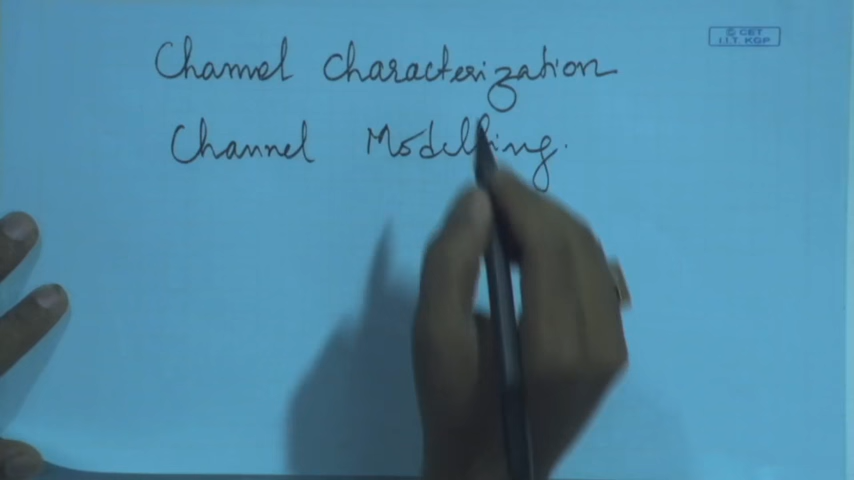 © CET
I.I.T. KGP
Channel Characterization
Channel Modelling.